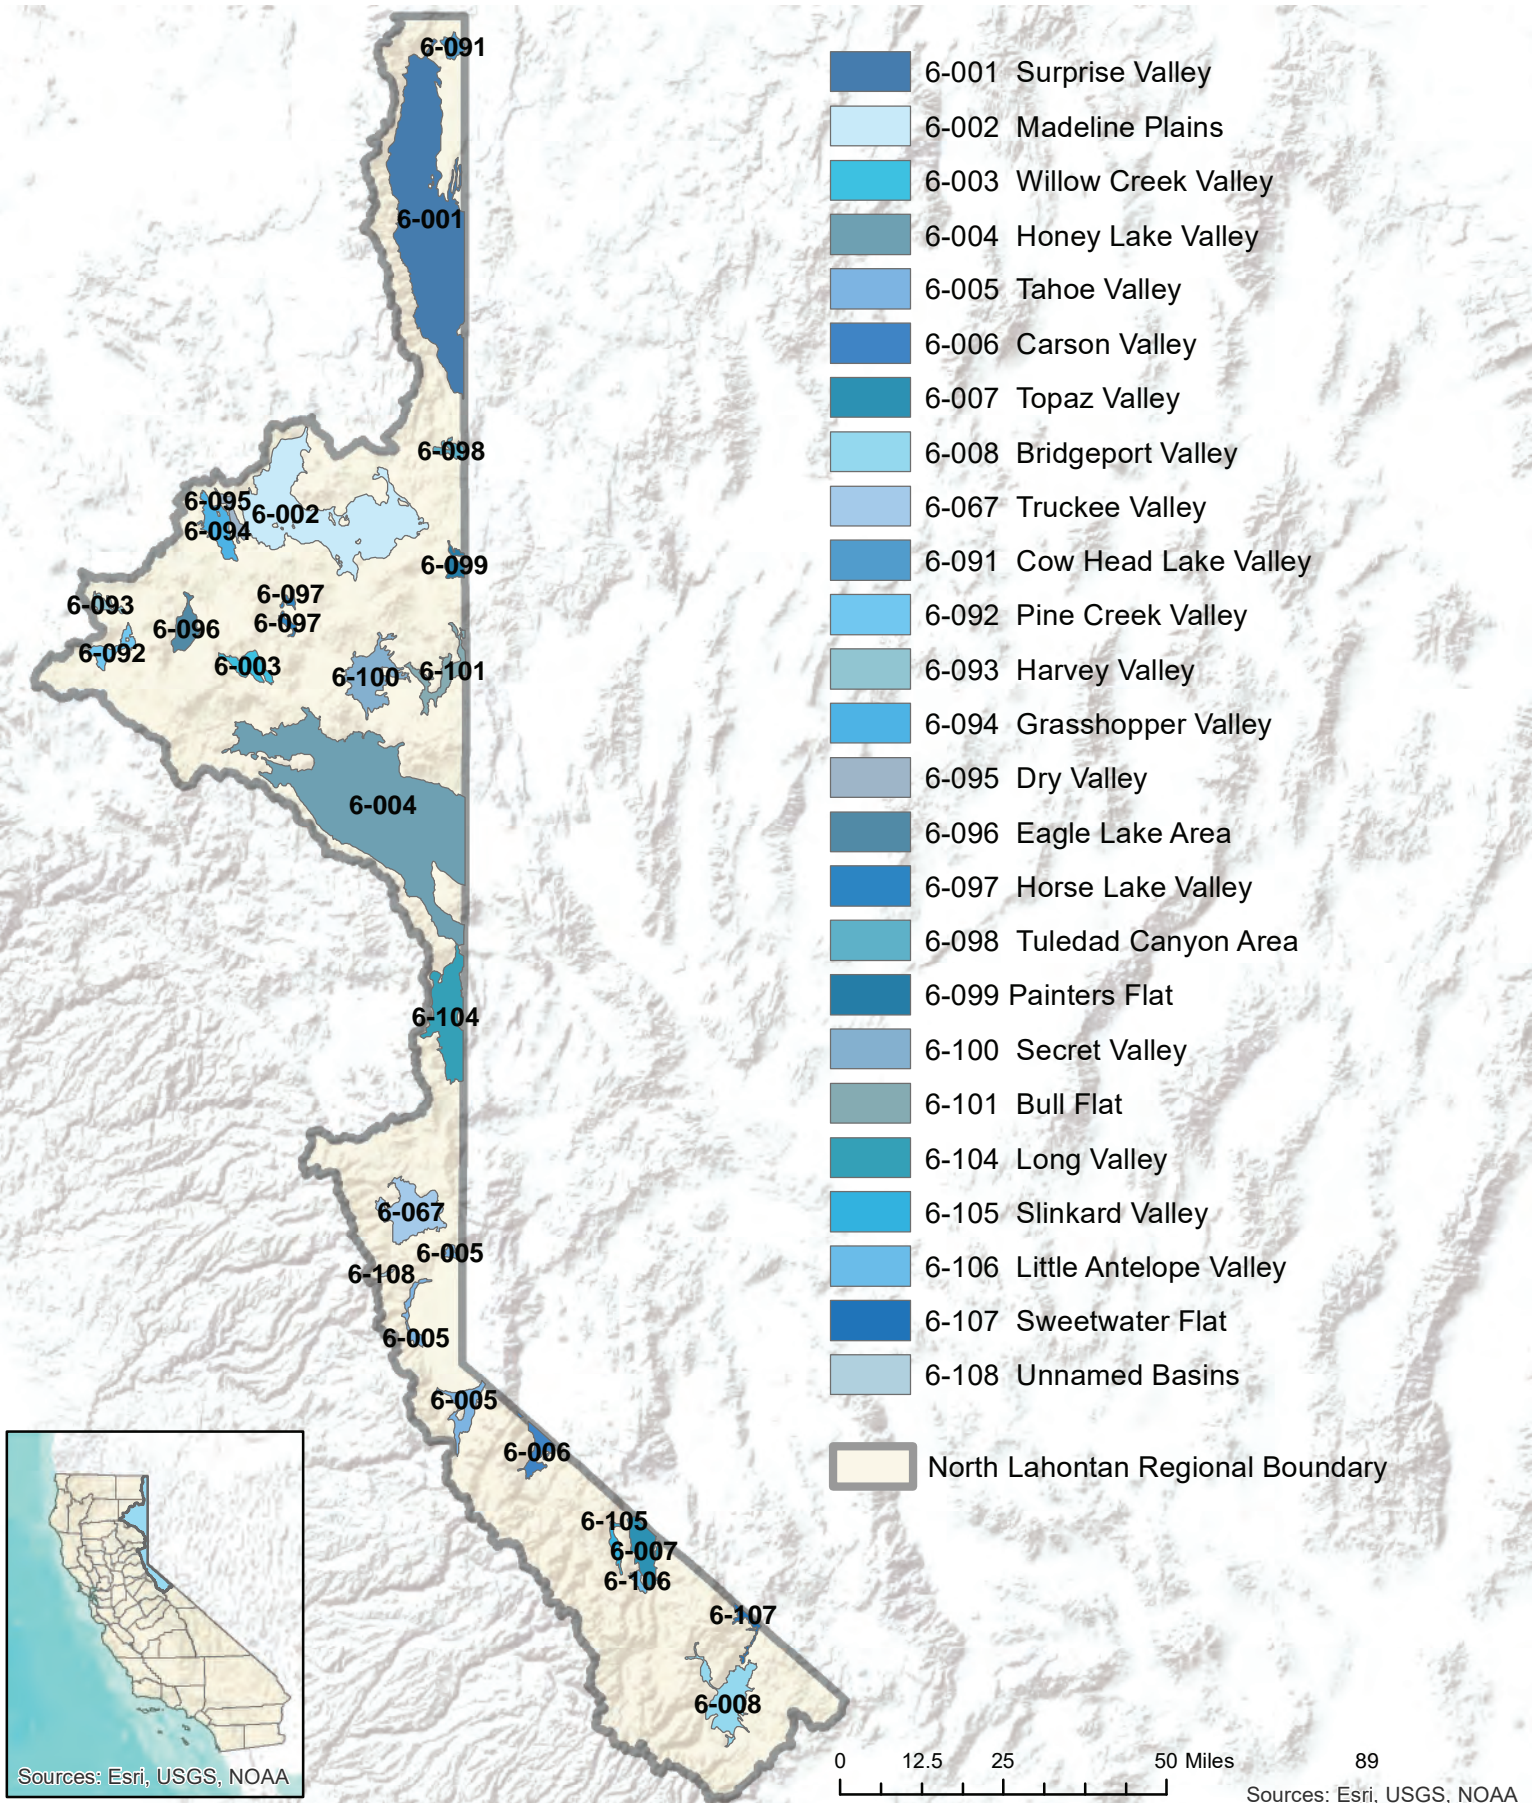 6-091
6-001
6-098
6-095
6-002
6-094
6-099
6-097
6-093
6-097
6-096
6-092
6-003
6-100
6-101
6-004
6-104
6-067
6-005
6-108
6-005
6-005
6-006
6-105
6-007
6-106
6-107
6-008
6-001 Surprise Valley
6-002 Madeline Plains
6-003 Willow Creek Valley
6-004 Honey Lake Valley
6-005 Tahoe Valley
6-006 Carson Valley
6-007 Topaz Valley
6-008 Bridgeport Valley
6-067 Truckee Valley
6-091 Cow Head Lake Valley
6-092 Pine Creek Valley
6-093 Harvey Valley
6-094 Grasshopper Valley
6-095 Dry Valley
6-096 Eagle Lake Area
6-097 Horse Lake Valley
6-098 Tuledad Canyon Area
6-099 Painters Flat
6-100 Secret Valley
6-101 Bull Flat
6-104 Long Valley
6-105 Slinkard Valley
6-106 Little Antelope Valley
6-107 Sweetwater Flat
6-108 Unnamed Basins
North Lahontan Regional Boundary
0 12.5 25 50 Miles 89
Sources: Esri, USGS, NOAA
Sources: Esri, USGS, NOAA